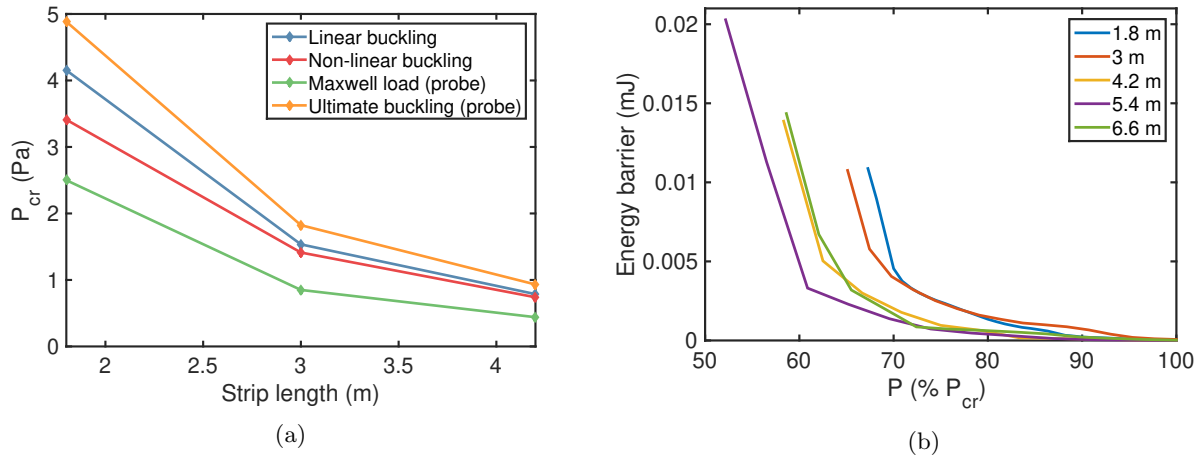 5
4
3
2
1
0
P_cr (Pa)
Linear buckling
Non-linear buckling
Maxwell load (probe)
Ultimate buckling (probe)
2 2.5 3 3.5 4
Strip length (m)
(a)
0.02
0.015
0.01
0.005
0
Energy barrier (mJ)
1.8 m
3 m
4.2 m
5.4 m
6.6 m
50 60 70 80 90 100
P (% P_cr)
(b)